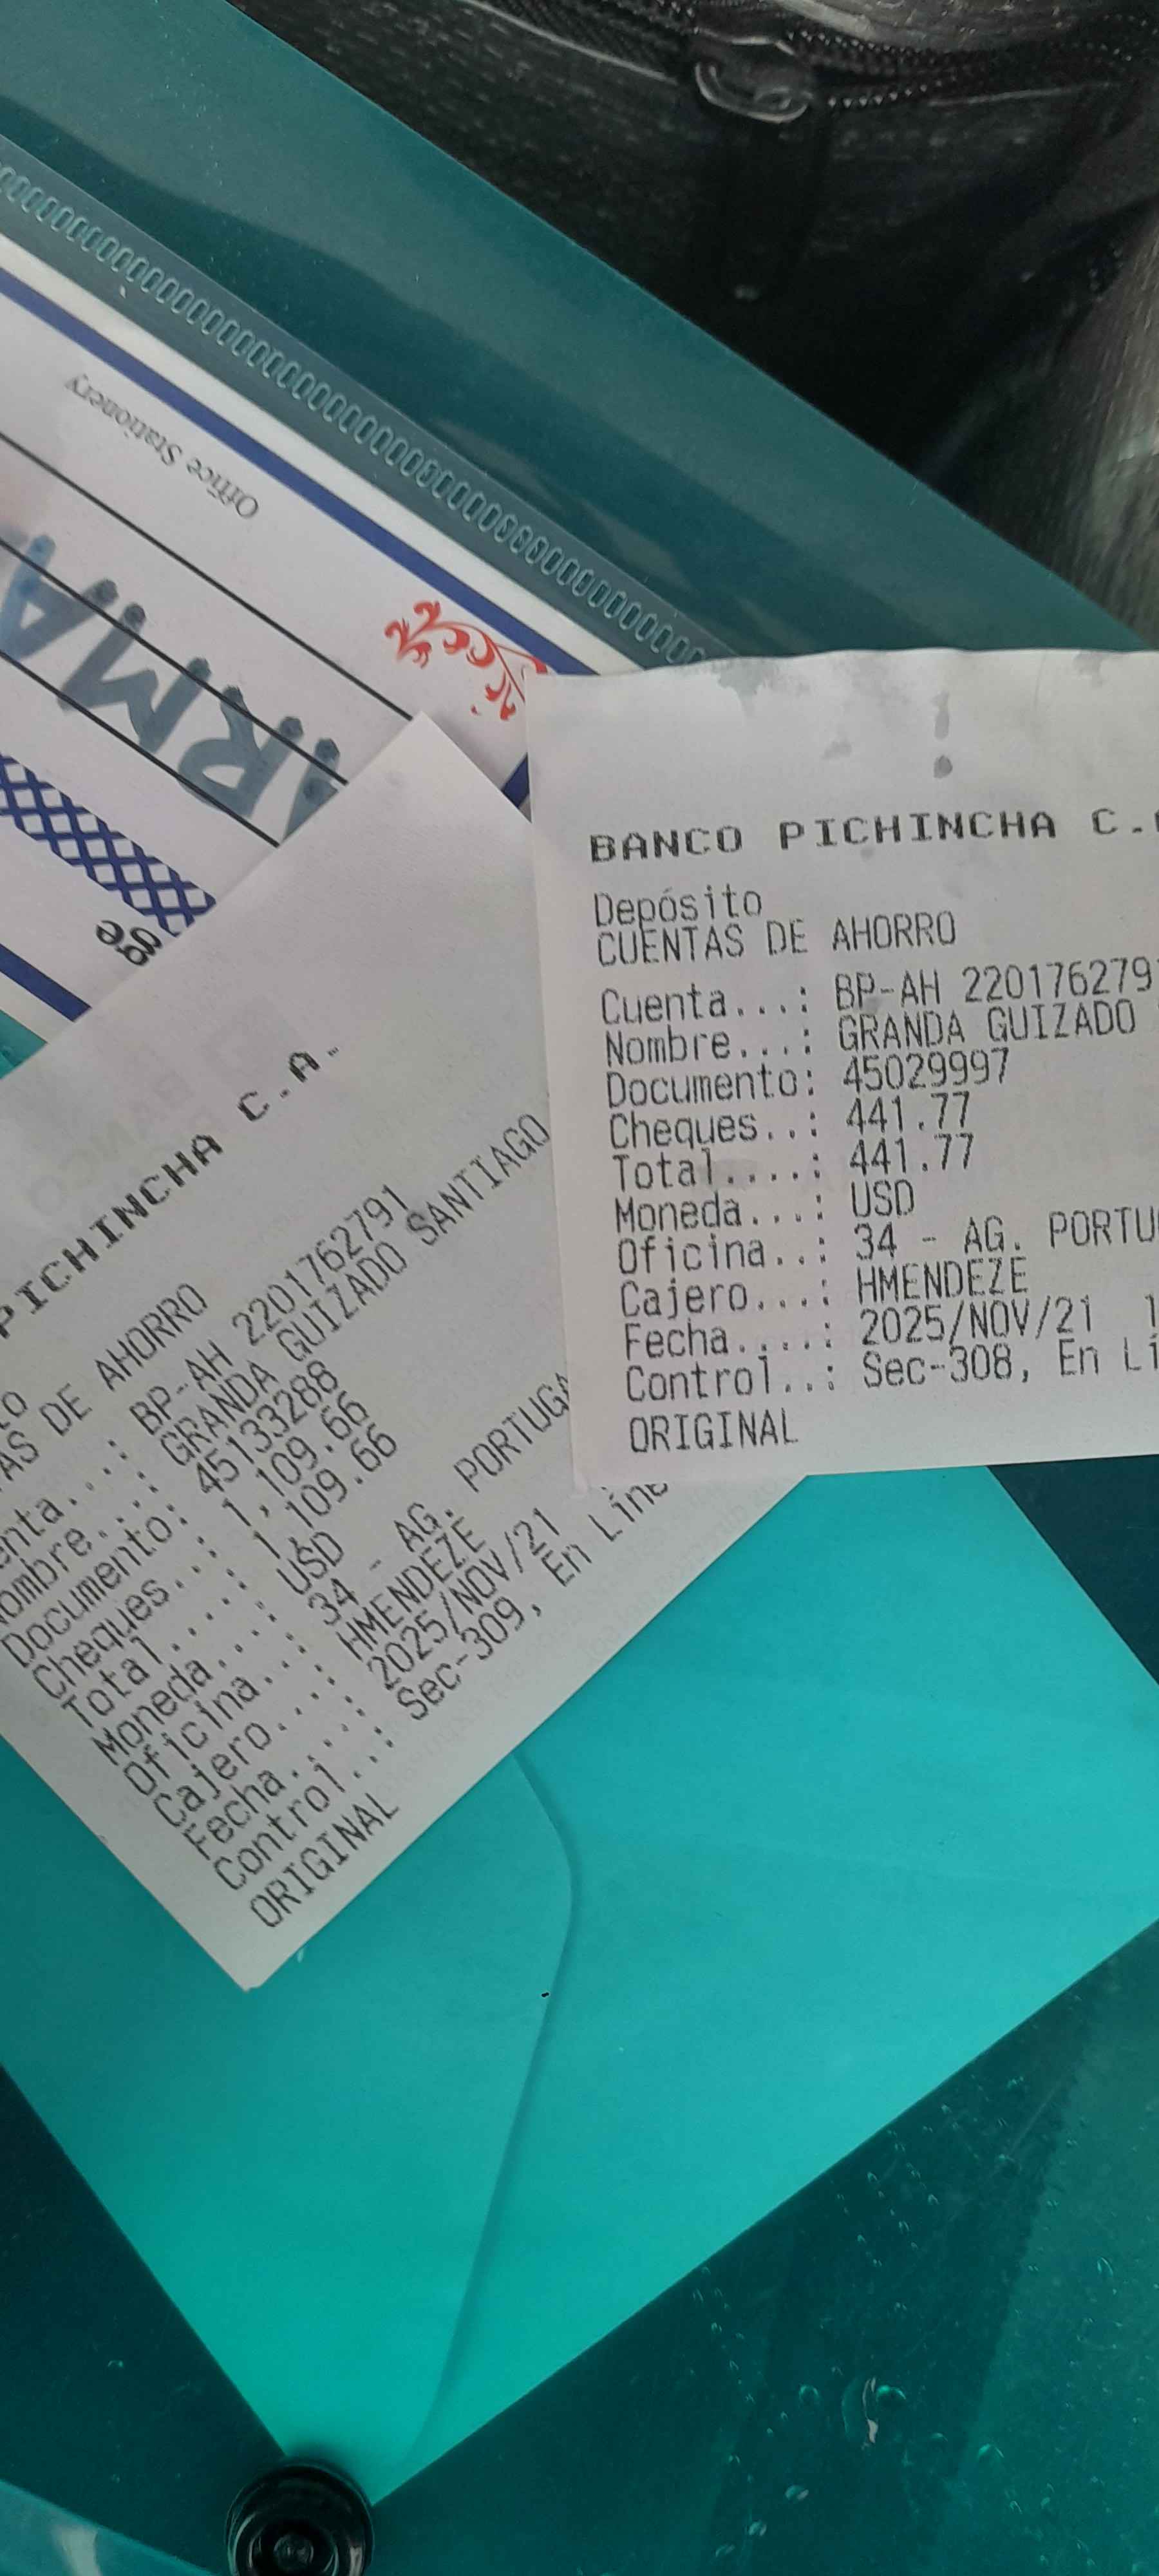 Office Stationery
ge
BANCO PICHINCHA C.
Depósito
CUENTAS DE AHORRO
Cuenta...: BP-AH 220176279
Nombre...: GRANDA GUIZADO
Documento: 45029997
Cheques..: 441.77
Total....: 441.77
Moneda...: USD
Oficina..: 34 - AG. PORTU
Cajero...: HMENDEZE
Fecha....: 2025/NOV/21 1
Control..: Sec-308, En Lí
ORIGINAL
PICHINCHA C.A.
DE AHORRO
: BP-AH 2201762791
ombre...: GRANDA GUIZADO SANTIAGO
Documento: 45133288
Cheques..: 1,109.66
Total....: 1,109.66
Moneda...: USD
Oficina..: 34 - AG. PORTUGA
Cajero...: HMENDEZE
Fecha....: 2025/NOV/21
Control..: Sec-309, En Líne
ORIGINAL